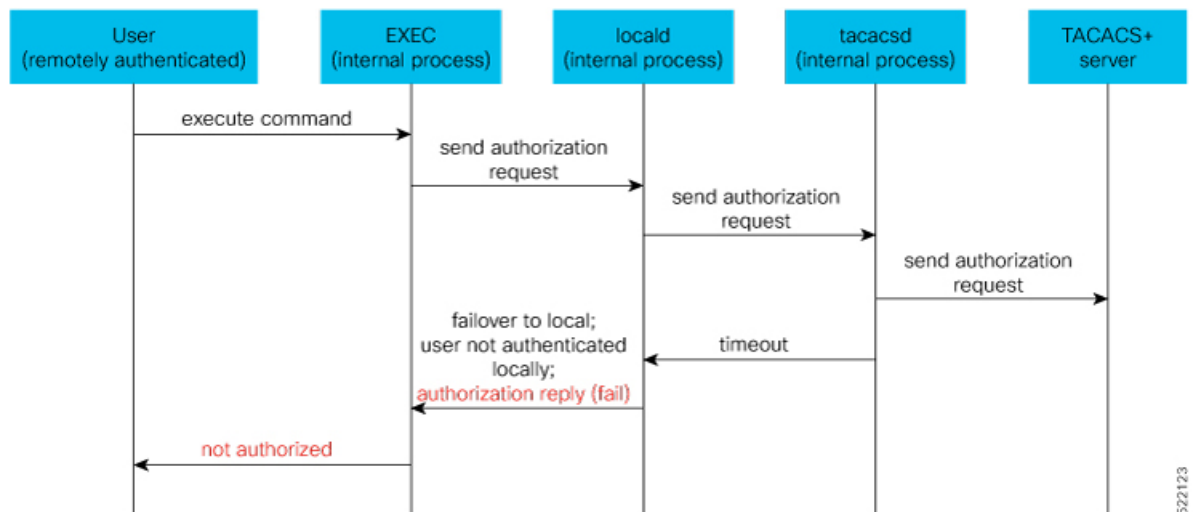 User
(remotely authenticated)
EXEC
(internal process)
locald
(internal process)
tacacsd
(internal process)
TACACS+
server
execute command
send authorization
request
send authorization
request
send authorization
request
timeout
failover to local;
user not authenticated
locally;
authorization reply (fail)
not authorized
522123